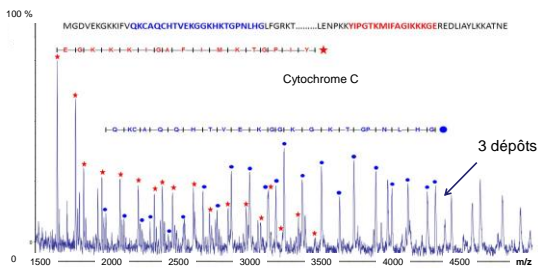 100 %
MGDVEKGKKIFVQKCAQCHTVEKGGKHKTGPNLHGLFGRKT.........LENPKKYIPGTKMIFAGIKKKGEREDLIAYLKKATNE
E G K K K I G A F I M K T G P I Y
Cytochrome C
Q K C A Q Q H T V E K G G K G K T G P N L H G
3 dépôts
0
1500 2000 2500 3000 3500 4000 4500 m/z